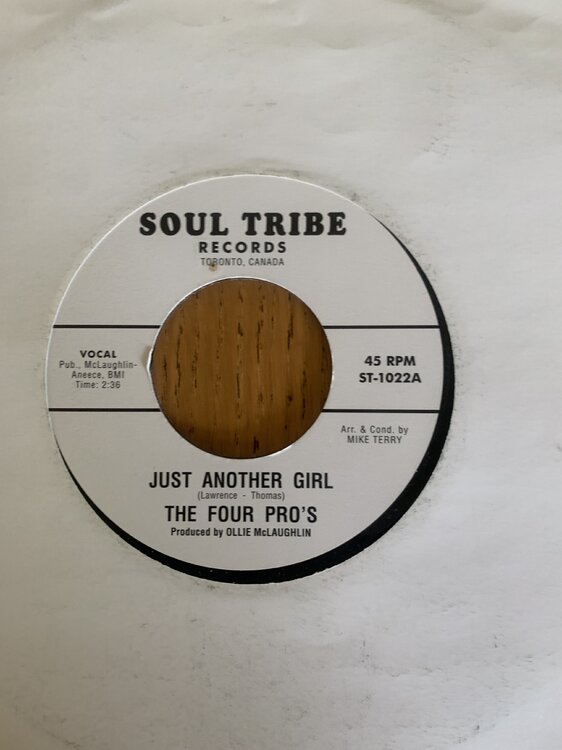 SOUL TRIBE
RECORDS
TORONTO, CANADA
VOCAL
Pub., McLaughlin-
Aneece, BMI
Time: 2:36
45 RPM
ST-1022A
Arr. & Cond. by
MIKE TERRY
JUST ANOTHER GIRL
(Lawrence - Thomas)
THE FOUR PRO'S
Produced by OLLIE McLAUGHLIN